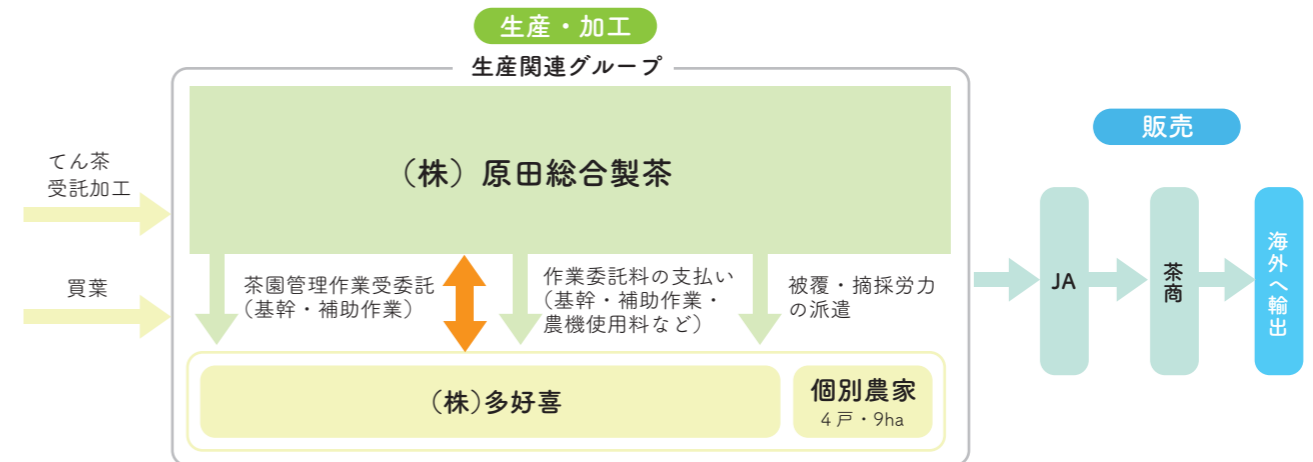 生産・加工
生産関連グループ
(株)原田総合製茶
てん茶
受託加工
買葉
茶園管理作業受委託
(基幹・補助作業)
作業委託料の支払い
(基幹・補助作業・
農機使用料など)
被覆・摘採労力
の派遣
(株)多好喜
個別農家
4戸・9ha
販売
JA
茶商
海外へ輸出